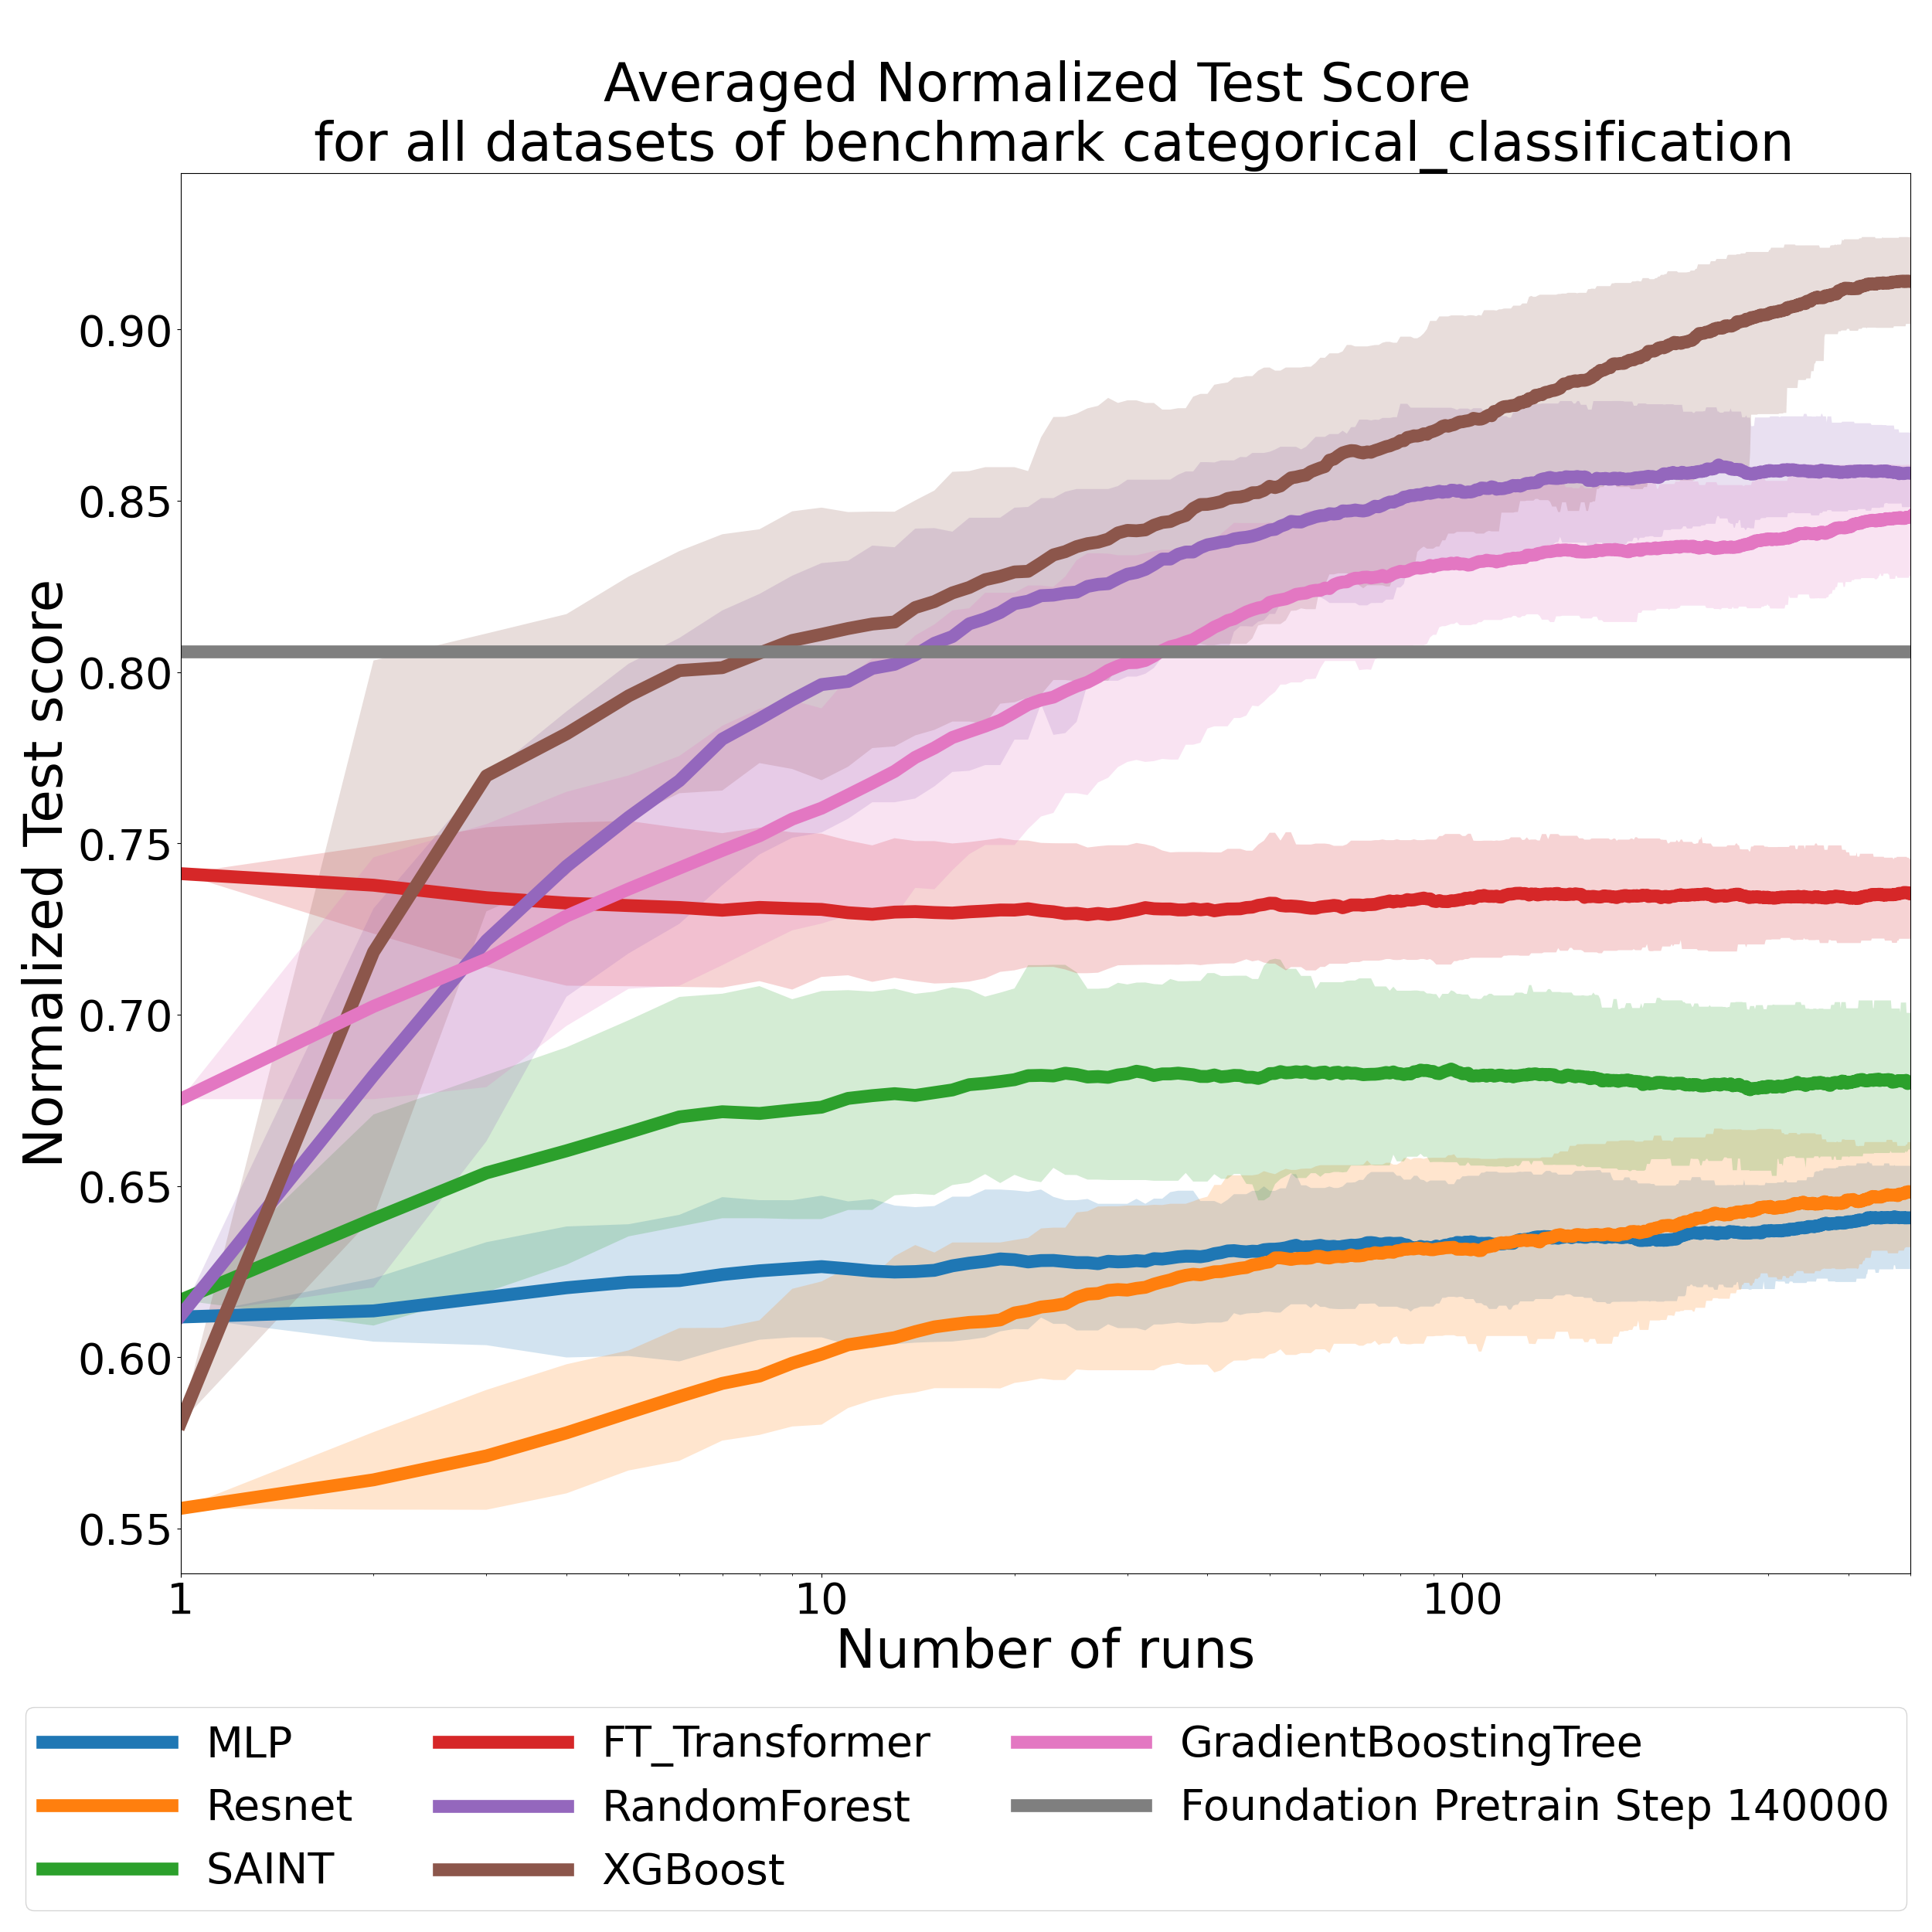 Averaged Normalized Test Score
for all datasets of benchmark categorical_classification
Normalized Test score
0.90
0.85
0.80
0.75
0.70
0.65
0.60
0.55
1
10
100
Number of runs
MLP
Resnet
SAINT
FT_Transformer
RandomForest
XGBoost
GradientBoostingTree
Foundation Pretrain Step 140000